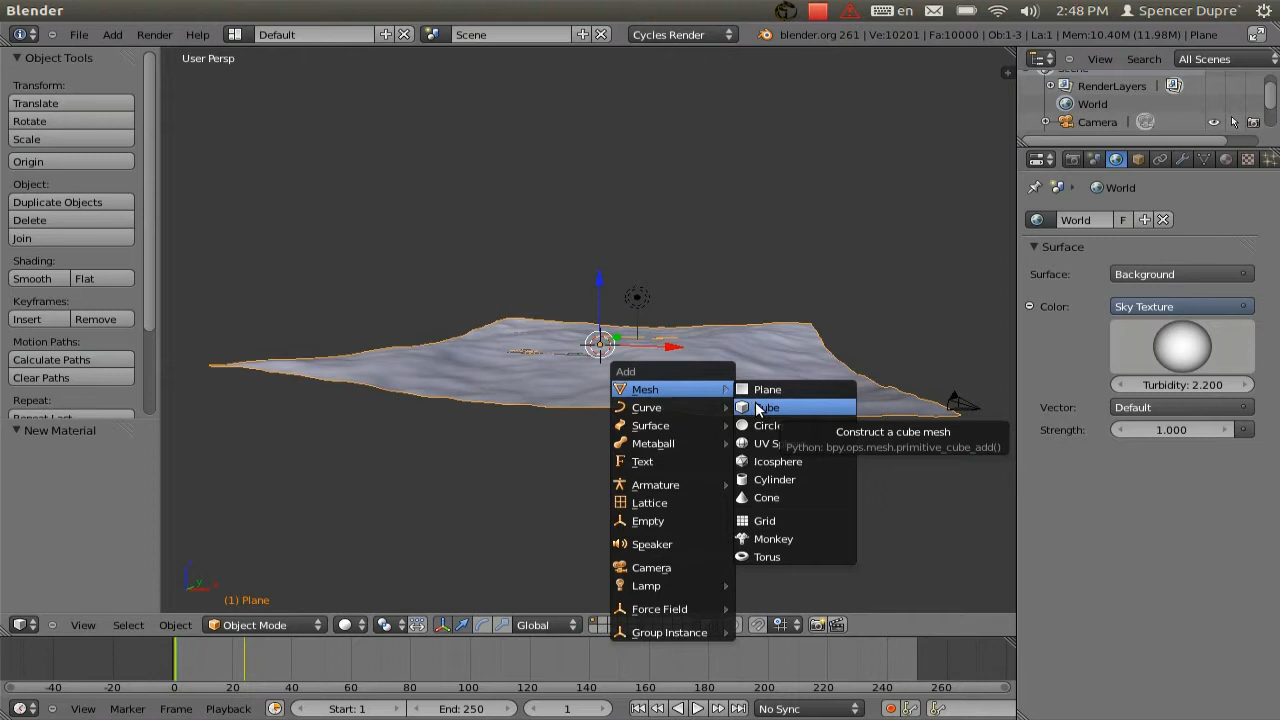 Blender
en
2:48 PM
Spencer Dupre'
File
Add
Render
Help
Default
Scene
Cycles Render
blender.org 261 | Ve:10201 | Fa:10000 | Ob:1-3 | La:1 | Mem:10.40M (11.98M) | Plane
Object Tools
Transform:
Translate
Rotate
Scale
Origin
Object:
Duplicate Objects
Delete
Join
Shading:
Smooth
Flat
Keyframes:
Insert
Remove
Motion Paths:
Calculate Paths
Clear Paths
Repeat:
New Material
User Persp
Add
Mesh
Curve
Surface
Metaball
Text
Armature
Lattice
Empty
Speaker
Camera
Lamp
Force Field
Group Instance
Plane
Circle
UV S
Icosphere
Cylinder
Cone
Grid
Monkey
Torus
Construct a cube mesh
Python: bpy.ops.mesh.primitive_cube_add()
(1) Plane
View
Select
Object
Object Mode
Global
-40
-20
0
20
40
60
80
100
120
140
160
180
200
220
240
260
View
Marker
Frame
Playback
Start: 1
End: 250
1
No Sync
View
Search
All Scenes
RenderLayers
World
Camera
World
World
F
Surface
Surface:
Background
Color:
Sky Texture
Turbidity: 2.200
Vector:
Default
Strength:
1.000